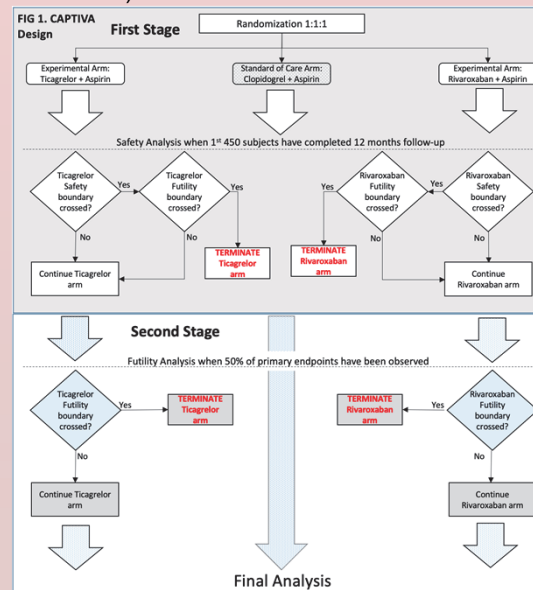 FIG 1. CAPTIVA
Design
First Stage
Randomization 1:1:1
Experimental Arm:
Ticagrelor + Aspirin
Standard of Care Arm:
Clopidogrel + Aspirin
Experimental Arm:
Rivaroxaban + Aspirin
Safety Analysis when 1st 450 subjects have completed 12 months follow-up
Ticagrelor
Safety
boundary
crossed?
Yes
Ticagrelor
Futility
boundary
crossed?
Yes
Yes
Rivaroxaban
Futility
boundary
crossed?
Yes
Rivaroxaban
Safety
boundary
crossed?
No
No
No
No
TERMINATE
Ticagrelor
arm
TERMINATE
Rivaroxaban
arm
Continue Ticagrelor
arm
Continue
Rivaroxaban arm
Second Stage
Futility Analysis when 50% of primary endpoints have been observed
Ticagrelor
Futility
boundary
crossed?
Yes
TERMINATE
Ticagrelor
arm
TERMINATE
Rivaroxaban
arm
Yes
Rivaroxaban
Futility
boundary
crossed?
No
No
Continue Ticagrelor
arm
Continue
Rivaroxaban arm
Final Analysis